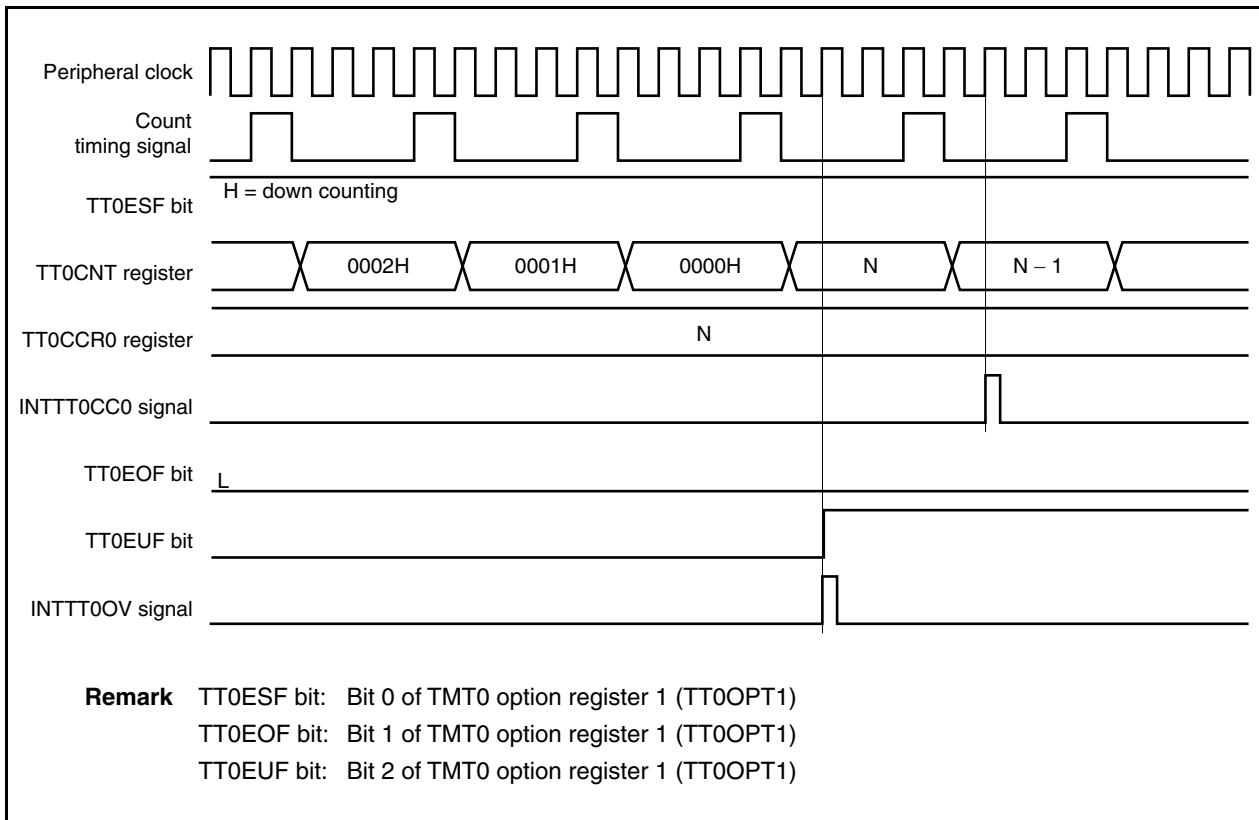 Peripheral clock
Count
timing signal
H = down counting
TT0ESF bit
TT0CNT register
0002H
0001H
0000H
N
N – 1
TT0CCR0 register
N
INTTT0CC0 signal
TT0EOF bit
L
TT0EUF bit
INTTT0OV signal
Remark TT0ESF bit: Bit 0 of TMT0 option register 1 (TT0OPT1)
TT0EOF bit: Bit 1 of TMT0 option register 1 (TT0OPT1)
TT0EUF bit: Bit 2 of TMT0 option register 1 (TT0OPT1)